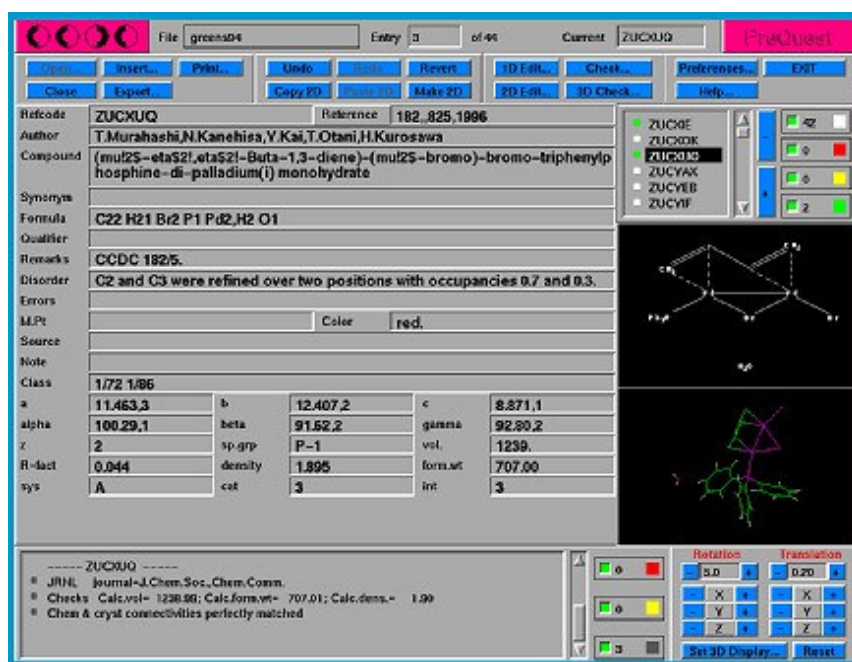 File greens04 Entry 3 of 44 Current ZUCXUQ PreQuest
Open... Insert... Print... Undo Redo Revert 1D Edit... Check... Preferences... EXIT
Close Export... Copy 2D Paste 2D Make 2D 2D Edit... 3D Check... Help...
Refcode ZUCXUQ Reference 182,,825,1996
Author T.Murahashi,N.Kanehisa,Y.Kai,T.Otani,H.Kurosawa
Compound (mu!2$-eta$2!,eta$2!-Buta-1,3-diene)-(mu!2$-bromo)-bromo-triphenylp
hosphine-di-palladium(i) monohydrate
Synonym
Formula C22 H21 Br2 P1 Pd2,H2 O1
Qualifier
Remarks CCDC 182/5.
Disorder C2 and C3 were refined over two positions with occupancies 0.7 and 0.3.
Errors
M.Pt Color red.
Source
Note
Class 1/72 1/86
a 11.463,3 b 12.407,2 c 8.871,1
alpha 100.29,1 beta 91.62,2 gamma 92.80,2
z 2 sp.grp P-1 vol. 1239.
R-fact 0.044 density 1.895 form.wt 707.00
sys A cat 3 int 3
ZUCXIE
ZUCXOK
ZUCXUQ
ZUCYAX
ZUCYEB
ZUCYIF
- +
42
0
0
2
CH2
CH2
Ph3P Br Br
H2O
----- ZUCXUQ -----
JRNL journal=J.Chem.Soc.,Chem.Comm.
Checks Calc.vol= 1238.99; Calc.form.wt= 707.01; Calc.dens.= 1.90
Chem & cryst connectivities perfectly matched
0
0
3
Rotation Translation
- 5.0 + - 0.20 +
- X + - X +
- Y + - Y +
- Z + - Z +
Set 3D Display... Reset